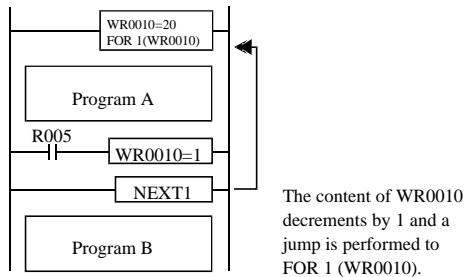 WR0010=20
FOR 1(WR0010)
Program A
R005
WR0010=1
NEXT1
The content of WR0010
decrements by 1 and a
jump is performed to
FOR 1 (WR0010).
Program B